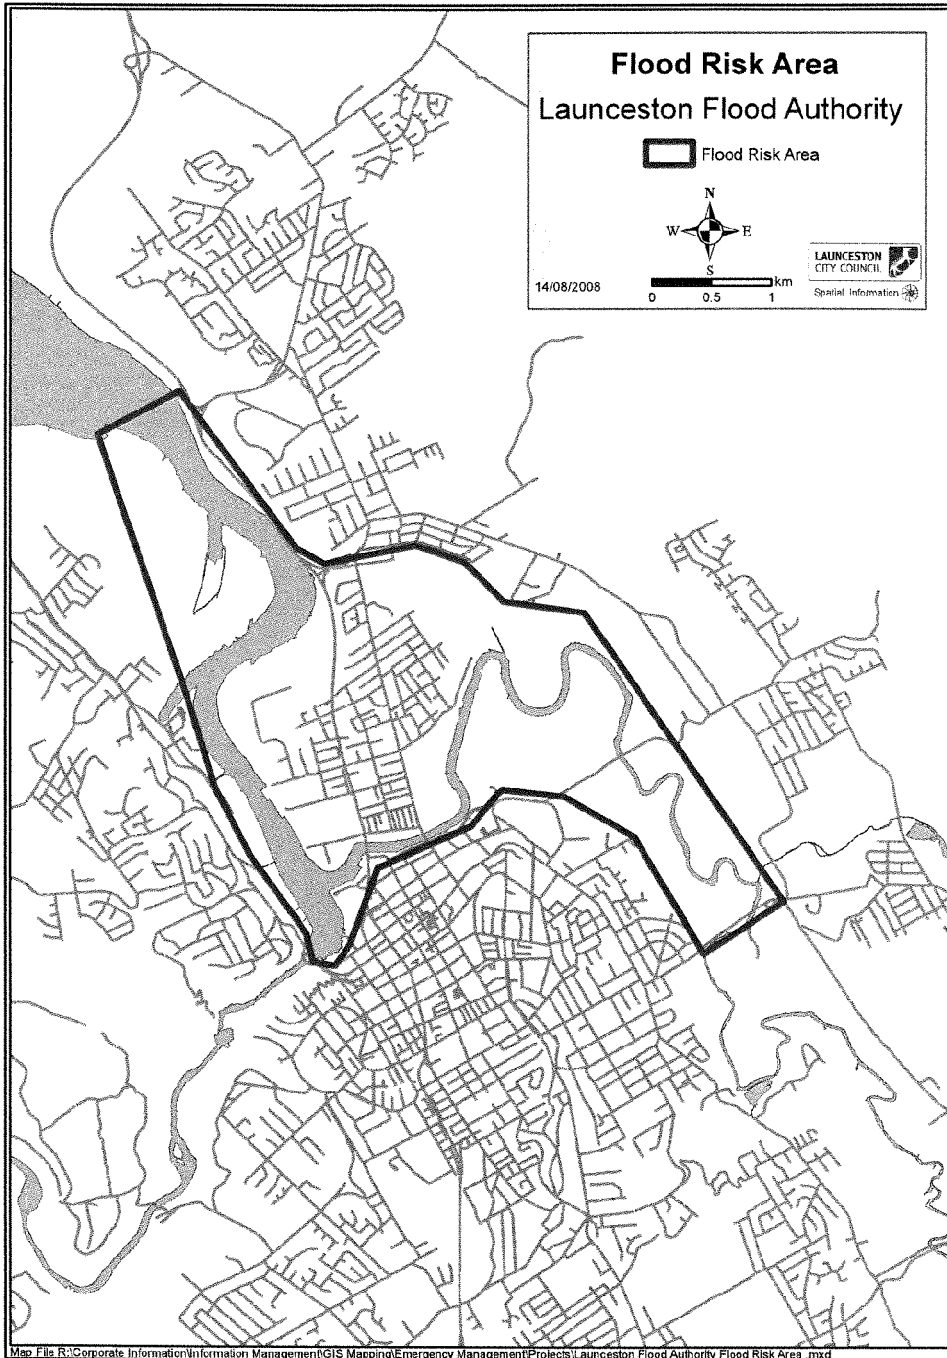 Flood Risk Area
Launceston Flood Authority
Flood Risk Area
N
W E
S
14/08/2008
km
0 0.5 1
LAUNCESTON
CITY COUNCIL
Spatial Information
Map File R:\Corporate Information\Information Management\GIS Mapping\Emergency Management\Projects\Launceston Flood Authority Flood Risk Area .mxd